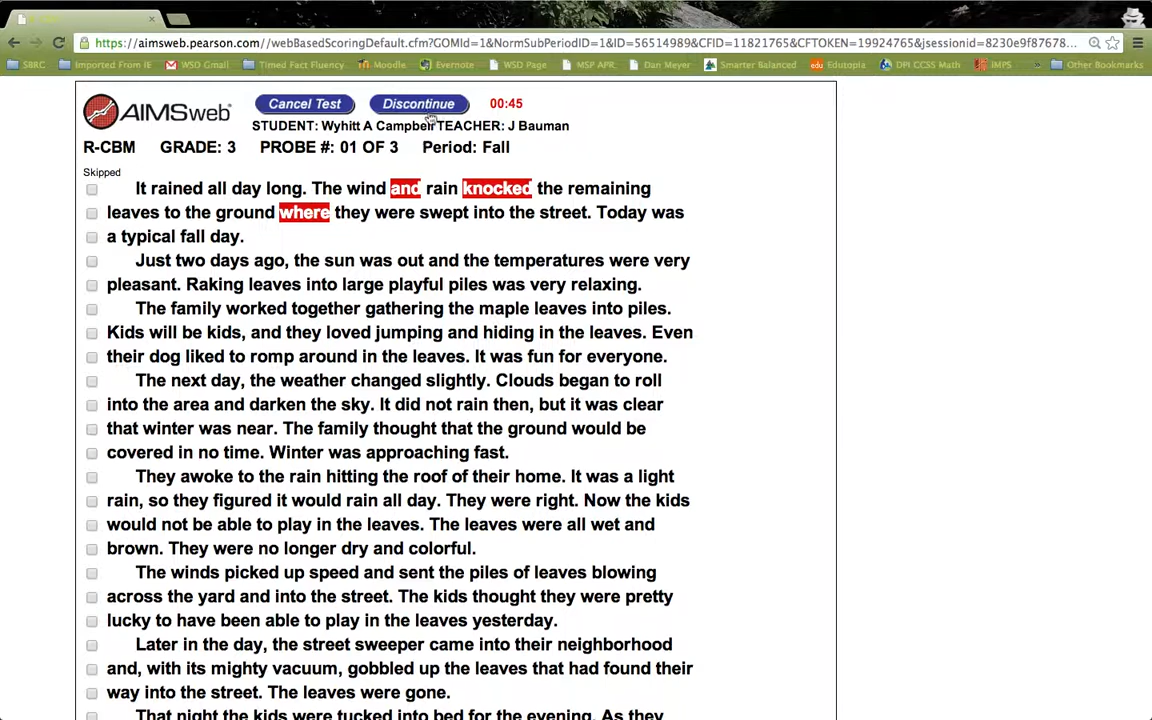 https://aimsweb.pearson.com//webBasedScoringDefault.cfm?GOMId=1&NormSubPeriodID=1&ID=56514989&CFID=11821765&CFTOKEN=19924765&jsessionid=8230e9f87678...
SBRC Imported From IE WSD Gmail Timed Fact Fluency Moodle Evernote WSD Page MSP APR Dan Meyer Smarter Balanced Edutopia DPI CCSS Math IMPS » Other Bookmarks
AIMSweb Cancel Test Discontinue 00:45
STUDENT: Wyhitt A Campbell TEACHER: J Bauman
R-CBM GRADE: 3 PROBE #: 01 OF 3 Period: Fall
Skipped
It rained all day long. The wind and rain knocked the remaining
leaves to the ground where they were swept into the street. Today was
a typical fall day.
Just two days ago, the sun was out and the temperatures were very
pleasant. Raking leaves into large playful piles was very relaxing.
The family worked together gathering the maple leaves into piles.
Kids will be kids, and they loved jumping and hiding in the leaves. Even
their dog liked to romp around in the leaves. It was fun for everyone.
The next day, the weather changed slightly. Clouds began to roll
into the area and darken the sky. It did not rain then, but it was clear
that winter was near. The family thought that the ground would be
covered in no time. Winter was approaching fast.
They awoke to the rain hitting the roof of their home. It was a light
rain, so they figured it would rain all day. They were right. Now the kids
would not be able to play in the leaves. The leaves were all wet and
brown. They were no longer dry and colorful.
The winds picked up speed and sent the piles of leaves blowing
across the yard and into the street. The kids thought they were pretty
lucky to have been able to play in the leaves yesterday.
Later in the day, the street sweeper came into their neighborhood
and, with its mighty vacuum, gobbled up the leaves that had found their
way into the street. The leaves were gone.
That night the kids were tucked into bed for the evening. As they